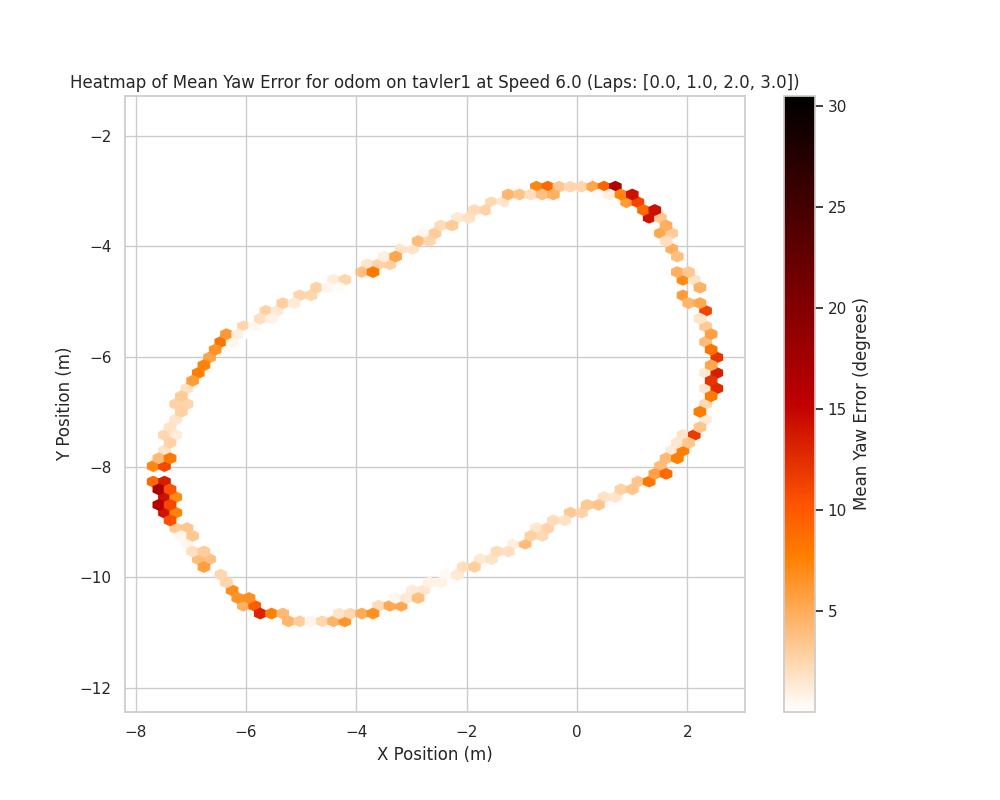 Heatmap of Mean Yaw Error for odom on tavler1 at Speed 6.0 (Laps: [0.0, 1.0, 2.0, 3.0])
−2
−4
−6
−8
−10
−12
Y Position (m)
−8 −6 −4 −2 0 2
X Position (m)
30
25
20
15
10
5
Mean Yaw Error (degrees)